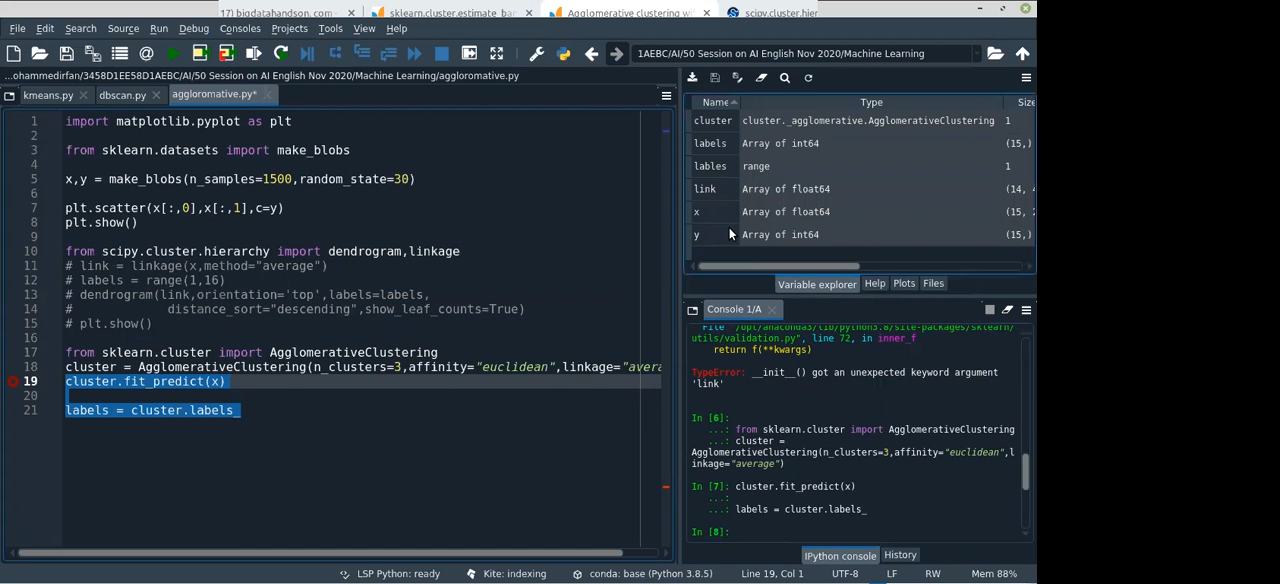 17) bigdatahandson.com -
sklearn.cluster.estimate_ban
Agglomerative clustering wi
scipy.cluster.hier
File Edit Search Source Run Debug Consoles Projects Tools View Help
1AEBC/AI/50 Session on AI English Nov 2020/Machine Learning
...ohammedirfan/3458D1EE58D1AEBC/AI/50 Session on AI English Nov 2020/Machine Learning/aggloromative.py
kmeans.py dbscan.py aggloromative.py*
1 import matplotlib.pyplot as plt
2
3 from sklearn.datasets import make_blobs
4
5 x,y = make_blobs(n_samples=1500,random_state=30)
6
7 plt.scatter(x[:,0],x[:,1],c=y)
8 plt.show()
9
10 from scipy.cluster.hierarchy import dendrogram,linkage
11 # link = linkage(x,method="average")
12 # labels = range(1,16)
13 # dendrogram(link,orientation='top',labels=labels,
14 # distance_sort="descending",show_leaf_counts=True)
15 # plt.show()
16
17 from sklearn.cluster import AgglomerativeClustering
18 cluster = AgglomerativeClustering(n_clusters=3,affinity="euclidean",linkage="avera
19 cluster.fit_predict(x)
20
21 labels = cluster.labels_
Name Type Size
cluster cluster._agglomerative.AgglomerativeClustering 1
labels Array of int64 (15,)
lables range 1
link Array of float64 (14, 4
x Array of float64 (15, 2
y Array of int64 (15,)
Variable explorer Help Plots Files
Console 1/A
File "/opt/anaconda3/lib/python3.8/site-packages/sklearn/
utils/validation.py", line 72, in inner_f
return f(**kwargs)
TypeError: __init__() got an unexpected keyword argument
'link'
In [6]:
...: from sklearn.cluster import AgglomerativeClustering
...: cluster =
AgglomerativeClustering(n_clusters=3,affinity="euclidean",l
inkage="average")
In [7]: cluster.fit_predict(x)
...:
...: labels = cluster.labels_
In [8]:
IPython console History
LSP Python: ready Kite: indexing conda: base (Python 3.8.5) Line 19, Col 1 UTF-8 LF RW Mem 88%